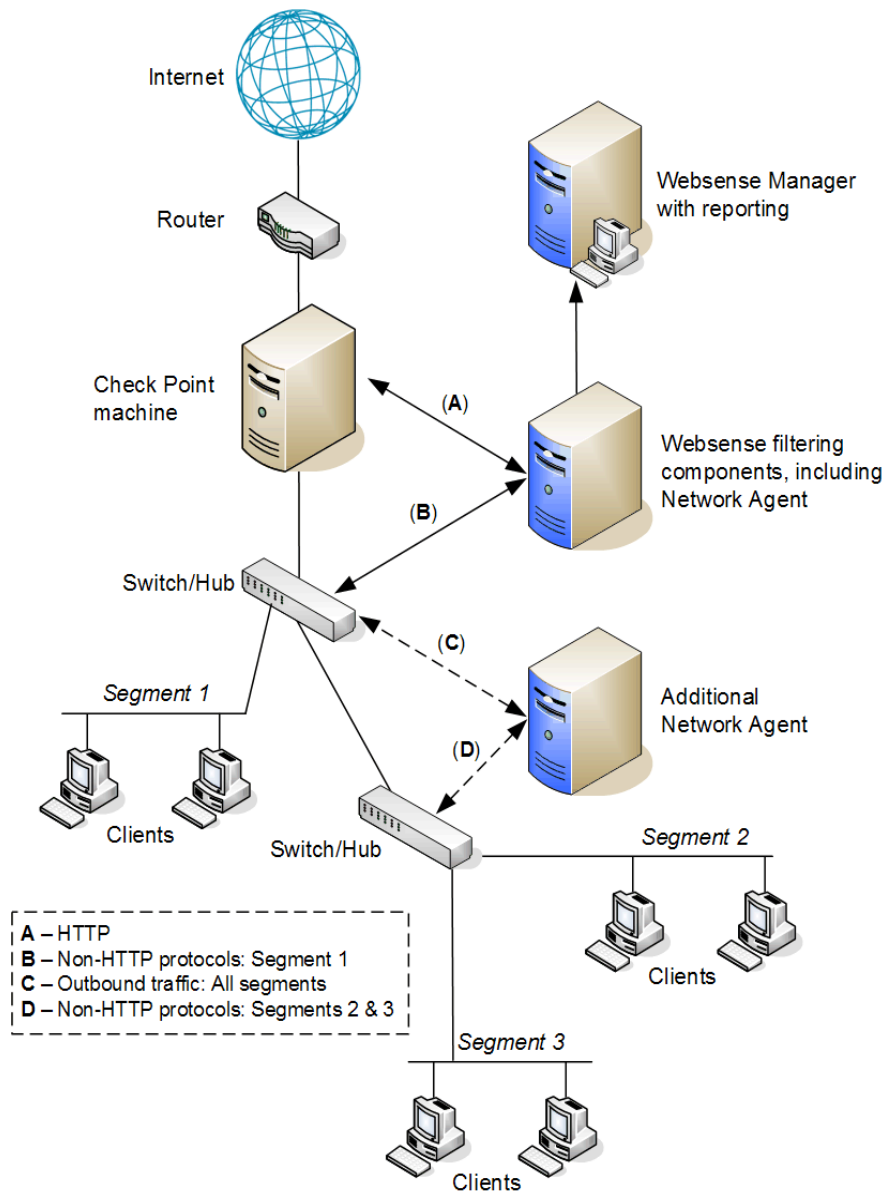 Internet
Router
Websense Manager
with reporting
Check Point
machine
(A)
Websense filtering
components, including
Network Agent
(B)
Switch/Hub
(C)
Segment 1
Additional
Network Agent
(D)
Clients
Switch/Hub
Segment 2
A – HTTP
B – Non-HTTP protocols: Segment 1
C – Outbound traffic: All segments
D – Non-HTTP protocols: Segments 2 & 3
Clients
Segment 3
Clients